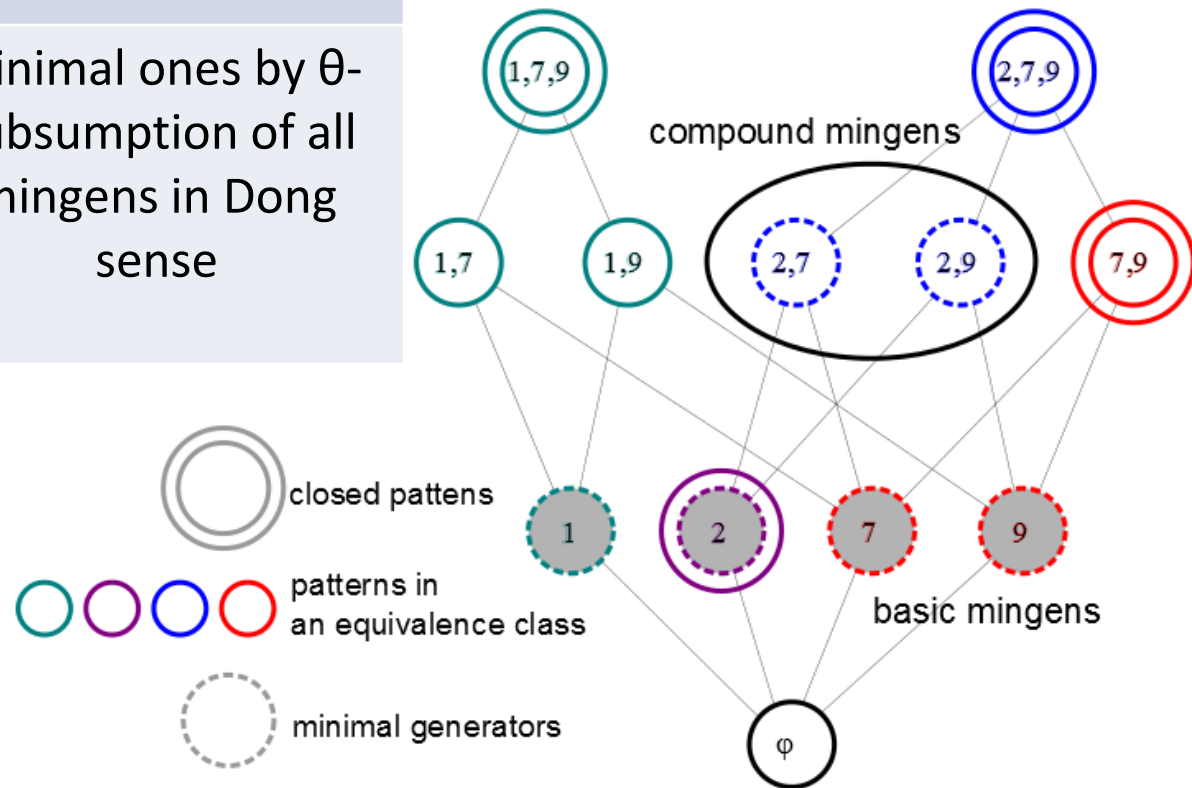 inimal ones by θ-
ubsumption of all
mingens in Dong
sense
1,7,9
2,7,9
compound mingens
1,7
1,9
2,7
2,9
7,9
closed pattens
1
2
7
9
patterns in
an equivalence class
basic mingens
minimal generators
φ